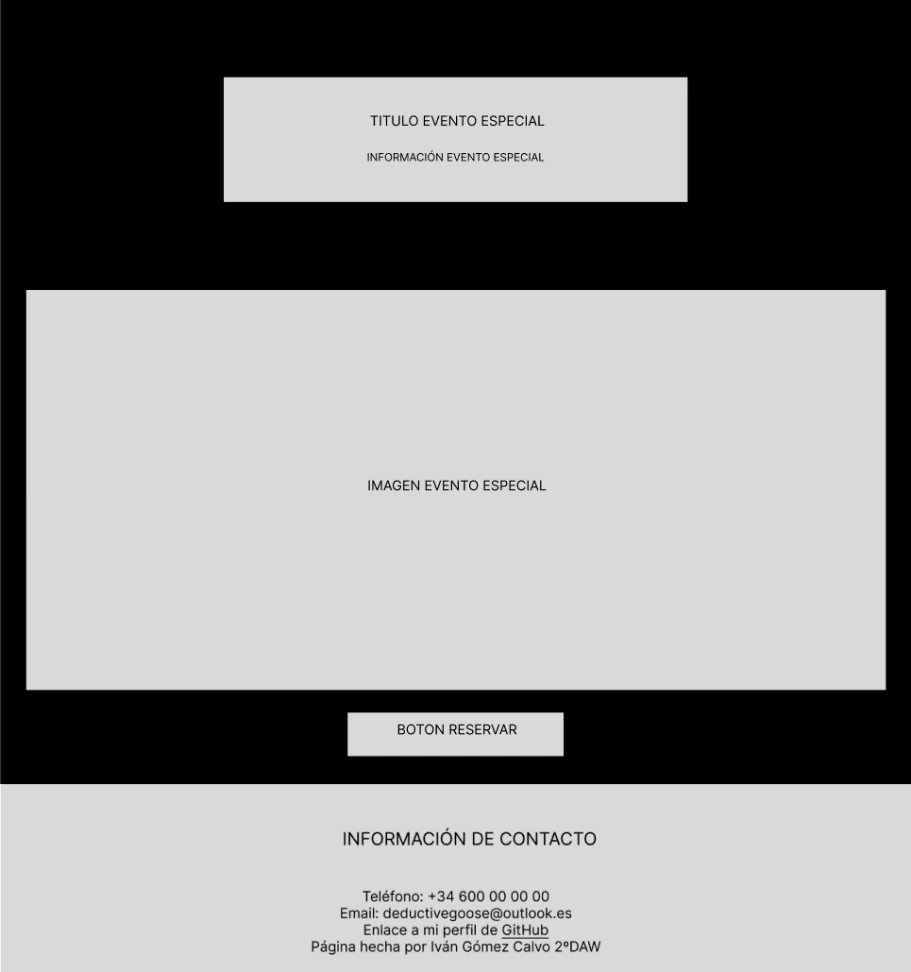 TITULO EVENTO ESPECIAL
INFORMACIÓN EVENTO ESPECIAL
IMAGEN EVENTO ESPECIAL
BOTON RESERVAR
INFORMACIÓN DE CONTACTO
Teléfono: +34 600 00 00 00
Email: deductivegoose@outlook.es
Enlace a mi perfil de GitHub
Página hecha por Iván Gómez Calvo 2ºDAW